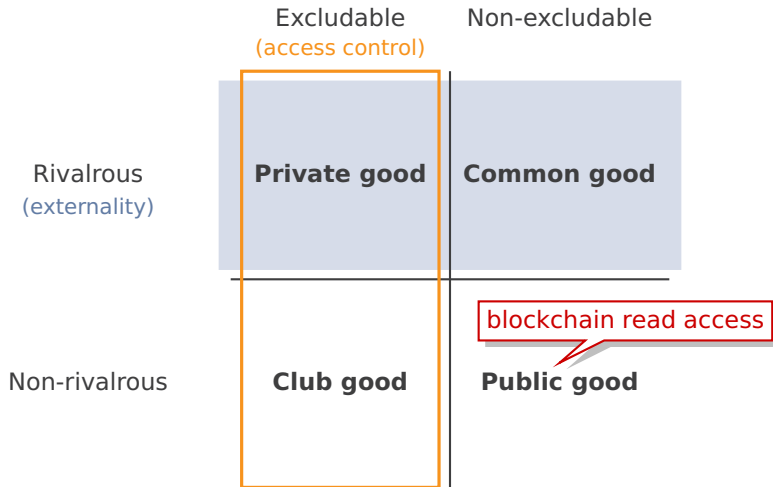 Excludable
Non-excludable
(access control)
Rivalrous
(externality)
Private good
Common good
blockchain read access
Non-rivalrous
Club good
Public good